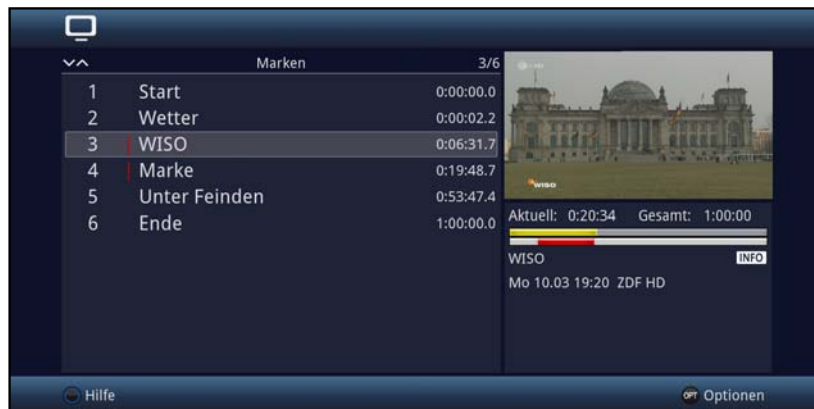 Marken 3/6
1 Start 0:00:00.0
2 Wetter 0:00:02.2
3 WISO 0:06:31.7
4 Marke 0:19:48.7
5 Unter Feinden 0:53:47.4
6 Ende 1:00:00.0
WISO
Aktuell: 0:20:34 Gesamt: 1:00:00
WISO INFO
Mo 10.03 19:20 ZDF HD
Hilfe
OPT Optionen